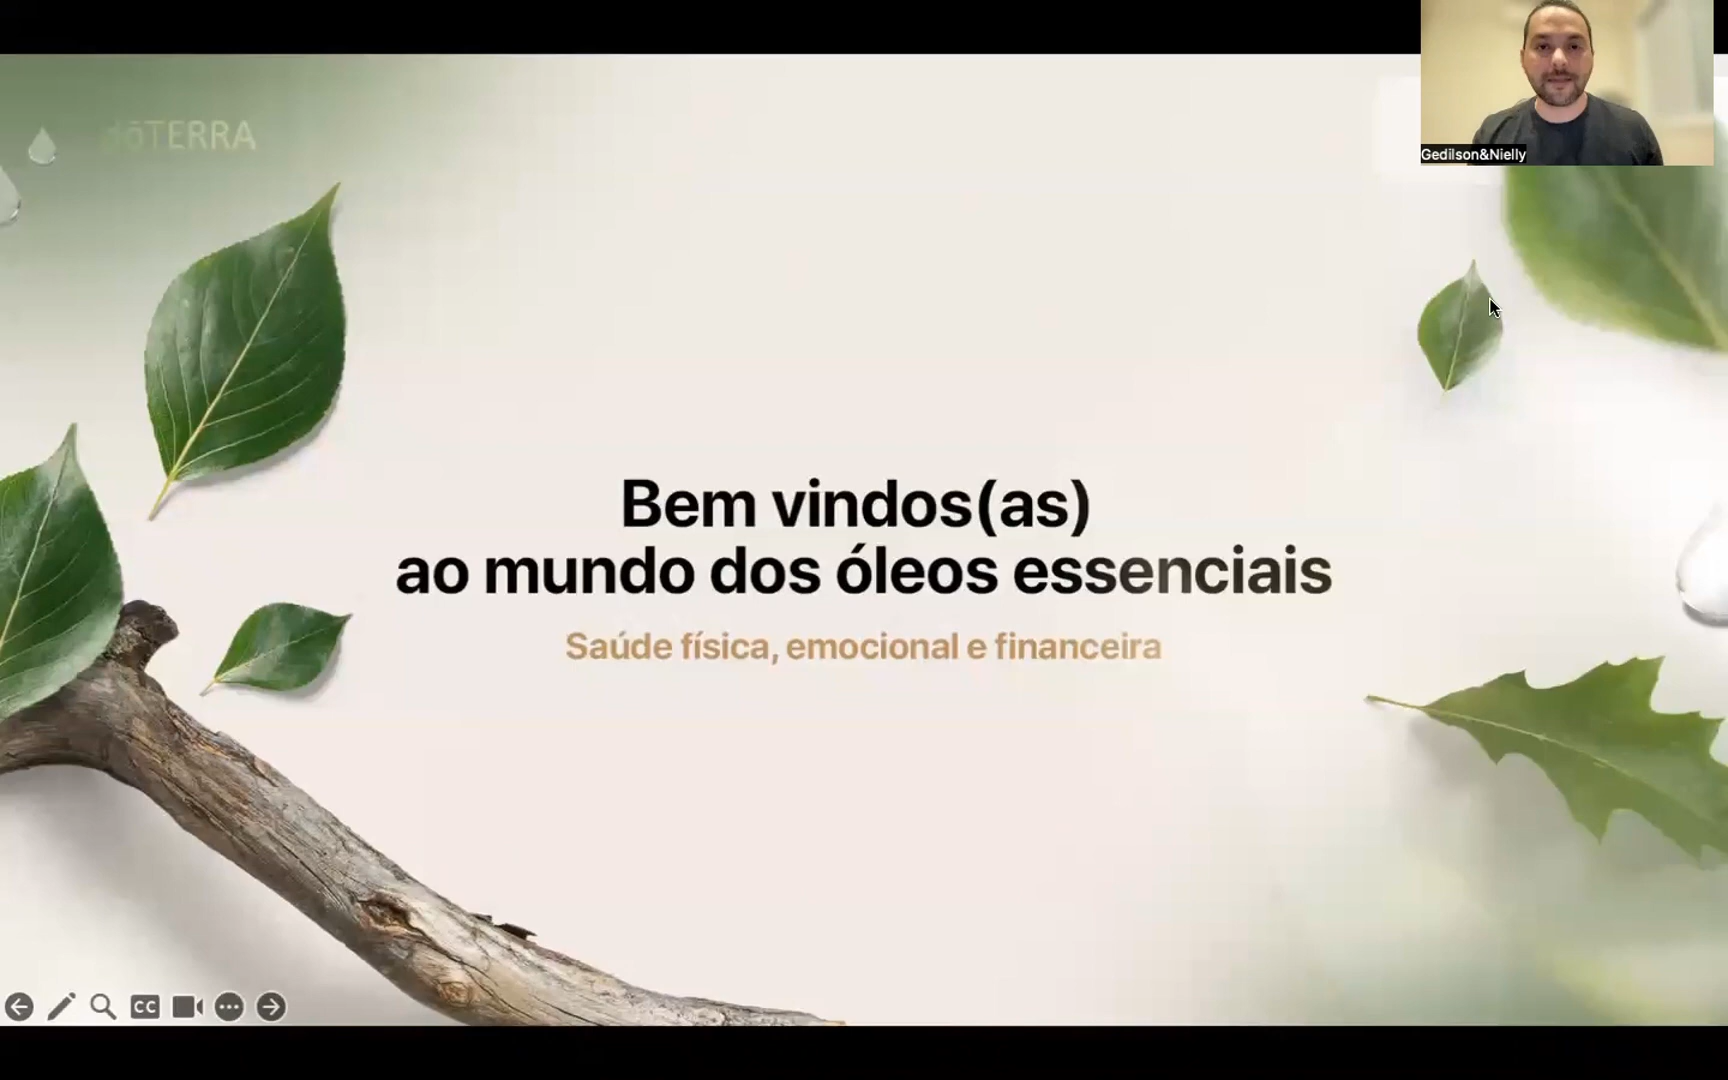 dōTERRA
Gedilson&Nielly
Bem vindos(as)
ao mundo dos óleos essenciais
Saúde física, emocional e financeira
CC